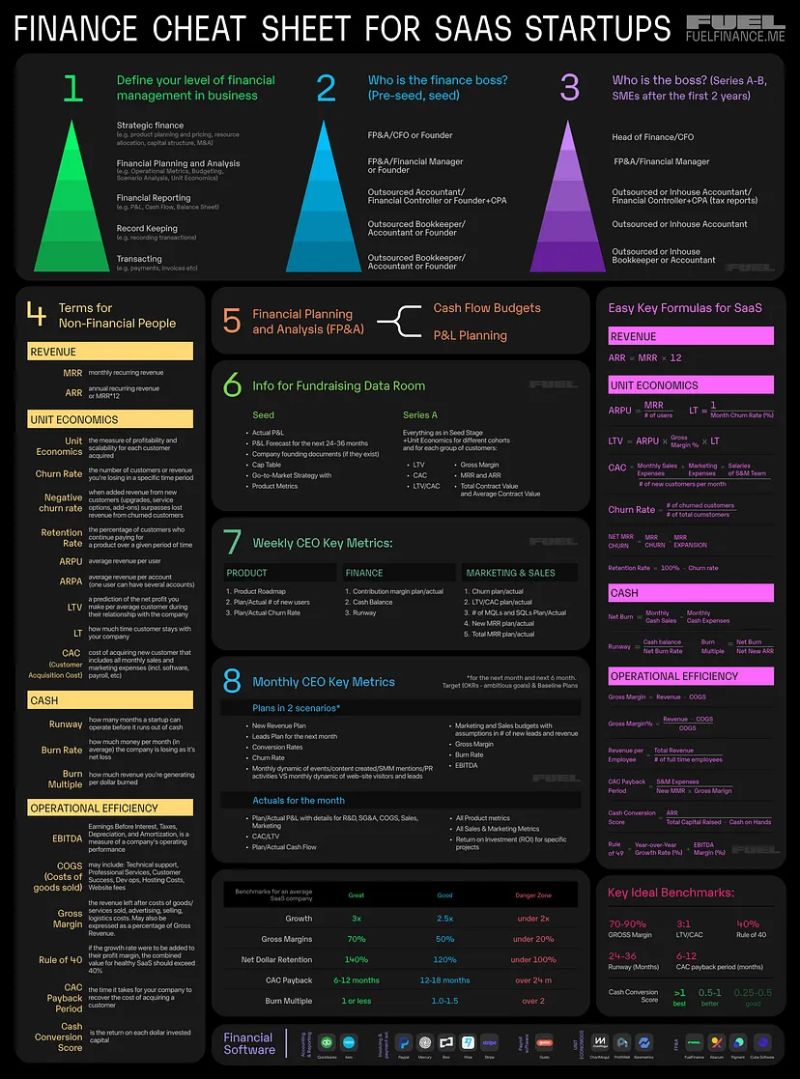 FINANCE CHEAT SHEET FOR SAAS STARTUPS
FUEL
FUELFINANCE.ME
1
Define your level of financial
management in business
Strategic finance
(e.g. product planning and pricing, resource
allocation, capital structure, M&A)
Financial Planning and Analysis
(e.g. Operational Metrics, Budgeting,
Scenario Analysis, Unit Economics)
Financial Reporting
(e.g. P&L, Cash Flow, Balance Sheet)
Record Keeping
(e.g. recording transactions)
Transacting
(e.g. payments, invoices etc)
2
Who is the finance boss?
(Pre-seed, seed)
FP&A/CFO or Founder
FP&A/Financial Manager
or Founder
Outsourced Accountant/
Financial Controller or Founder+CPA
Outsourced Bookkeeper/
Accountant or Founder
Outsourced Bookkeeper/
Accountant or Founder
3
Who is the boss? (Series A-B,
SMEs after the first 2 years)
Head of Finance/CFO
FP&A/Financial Manager
Outsourced or Inhouse Accountant/
Financial Controller+CPA (tax reports)
Outsourced or Inhouse Accountant
Outsourced or Inhouse
Bookkeeper or Accountant
FUEL
4
Terms for
Non-Financial People
REVENUE
MRR monthly recurring revenue
ARR annual recurring revenue
or MRR*12
UNIT ECONOMICS
Unit
Economics
the measure of profitability and
scalability for each customer
acquired
Churn Rate
the number of customers or revenue
you're losing in a specific time period
Negative
churn rate
when added revenue from new
customers (upgrades, service
options, add-ons) surpasses lost
revenue from churned customers
Retention
Rate
the percentage of customers who
continue paying for
a product over a given period of time
ARPU average revenue per user
ARPA average revenue per account
(one user can have several accounts)
LTV
a prediction of the net profit you
make per average customer during
their relationship with the company
LT how much time customer stays with
your company
CAC
(Customer
Acquisition Cost)
cost of acquiring new customer that
includes all monthly sales and
marketing expenses (incl. software,
payroll, etc)
CASH
Runway how many months a startup can
operate before it runs out of cash
Burn Rate
how much money per month (in
average) the company is losing as it's
net loss
Burn
Multiple
how much revenue you're generating
per dollar burned
OPERATIONAL EFFICIENCY
EBITDA
Earnings Before Interest, Taxes,
Depreciation, and Amortization, is a
measure of a company's operating
performance
COGS
(Costs of
goods sold)
may include: Technical support,
Professional Services, Customer
Success, Dev ops, Hosting Costs,
Website fees
Gross
Margin
the revenue left after costs of goods/
services sold, advertising, selling,
logistics costs. May also be
expressed as a percentage of Gross
Revenue.
Rule of 40
if the growth rate were to be added to
their profit margin, the combined
value for healthy SaaS should exceed
40%
CAC
Payback
Period
the time it takes for your company to
recover the cost of acquiring a
customer
Cash
Conversion
Score
is the return on each dollar invested
capital
5
Financial Planning
and Analysis (FP&A)
Cash Flow Budgets
P&L Planning
6
Info for Fundraising Data Room
FUEL
Seed
• Actual P&L
• P&L Forecast for the next 24-36 months
• Company founding documents (if they exist)
• Cap Table
• Go-to-Market Strategy with
• Product Metrics
Series A
Everything as in Seed Stage
+Unit Economics for different cohorts
and for each group of customers:
• LTV
• CAC
• LTV/CAC
• Gross Margin
• MRR and ARR
• Total Contract Value
and Average Contract Value
7
Weekly CEO Key Metrics:
FUEL
PRODUCT
1. Product Roadmap
2. Plan/Actual # of new users
3. Plan/Actual Churn Rate
FINANCE
1. Contribution margin plan/actual
2. Cash Balance
3. Runway
MARKETING & SALES
1. Churn plan/actual
2. LTV/CAC plan/actual
3. # of MQLs and SQLs Plan/Actual
4. New MRR plan/actual
5. Total MRR plan/actual
8
Monthly CEO Key Metrics
*for the next month and next 6 month.
Target (OKRs - ambitious goals) & Baseline Plans
Plans in 2 scenarios*
• New Revenue Plan
• Leads Plan for the next month
• Conversion Rates
• Churn Rate
• Monthly dynamic of events/content created/SMM mentions/PR
activities VS monthly dynamic of web-site visitors and leads
• Marketing and Sales budgets with
assumptions in # of new leads and revenue
• Gross Margin
• Burn Rate
• EBITDA
FUEL
Actuals for the month
• Plan/Actual P&L with details for R&D, SG&A, COGS, Sales,
Marketing
• CAC/LTV
• Plan/Actual Cash Flow
• All Product metrics
• All Sales & Marketing Metrics
• Return on Investment (ROI) for specific
projects
Benchmarks for an average
SaaS company
Great Good Danger Zone
Growth 3x 2.5x under 2x
Gross Margins 70% 50% under 20%
Net Dollar Retention 140% 120% under 100%
CAC Payback 6-12 months 12-18 months over 24 m
Burn Multiple 1 or less 1.0-1.5 over 2
Financial
Software
Accounting
& Reporting
Quickbooks
Xero
Paypal
Mercury
Brex
Wise
Stripe
stripe
Payroll
software
Gusto
UNIT
ECONOMICS
ChartMogul
ProfitWell
Baremetrics
FP&A
FuelFinance
Abacum
Pigment
Cube Software
Easy Key Formulas for SaaS
REVENUE
ARR = MRR × 12
UNIT ECONOMICS
ARPU = MRR / # of users
LT = 1 / Month Churn Rate (%)
LTV = ARPU × Gross Margin % × LT
CAC = Monthly Sales Expenses + Marketing Expenses + Salaries of S&M Team
# of new customers per month
Churn Rate = # of churned customers
# of total cumstomers
NET MRR CHURN = MRR CHURN - MRR EXPANSION
Retention Rate = 100% - Churn rate
CASH
Net Burn = Monthly Cash Sales - Monthly Cash Expenses
Runway = Cash balance / Net Burn Rate
Burn Multiple = Net Burn / Net New ARR
OPERATIONAL EFFICIENCY
Gross Margin = Revenue - COGS
Gross Margin% = Revenue - COGS
COGS
Revenue per Employee = Total Revenue
# of full time employees
CAC Payback Period = S&M Expenses
New MMR × Gross Marign
Cash Conversion Score = ARR
Total Capital Raised - Cash on Hands
Rule of 49 = Year-over-Year Growth Rate (%) + EBITDA Margin (%)
FUEL
Key Ideal Benchmarks:
70-90% 3:1 40%
GROSS Margin LTV/CAC Rule of 40
24-36 6-12
Runway (Months) CAC payback period (months)
Cash Conversion
Score
>1 0.5-1 0.25-0.5
best better good